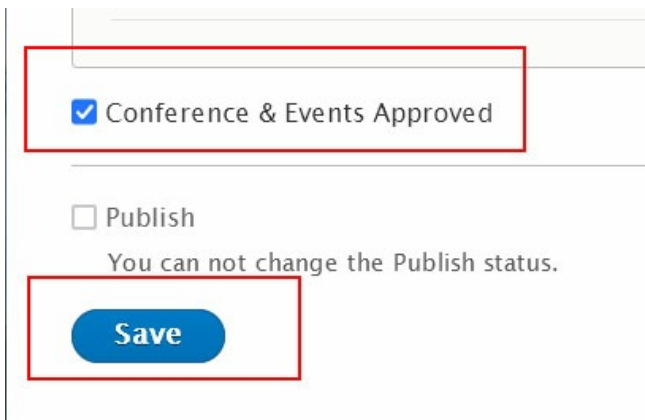 Conference & Events Approved
Publish
You can not change the Publish status.
Save